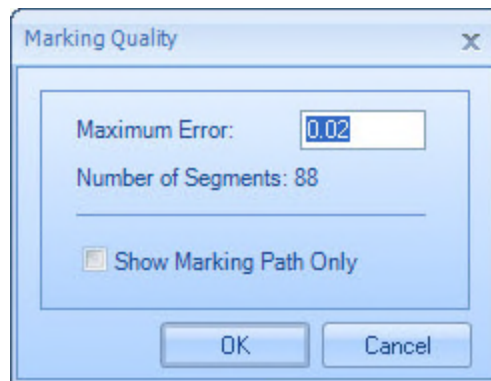 Marking Quality x
Maximum Error: 0.02
Number of Segments: 88
Show Marking Path Only
OK Cancel